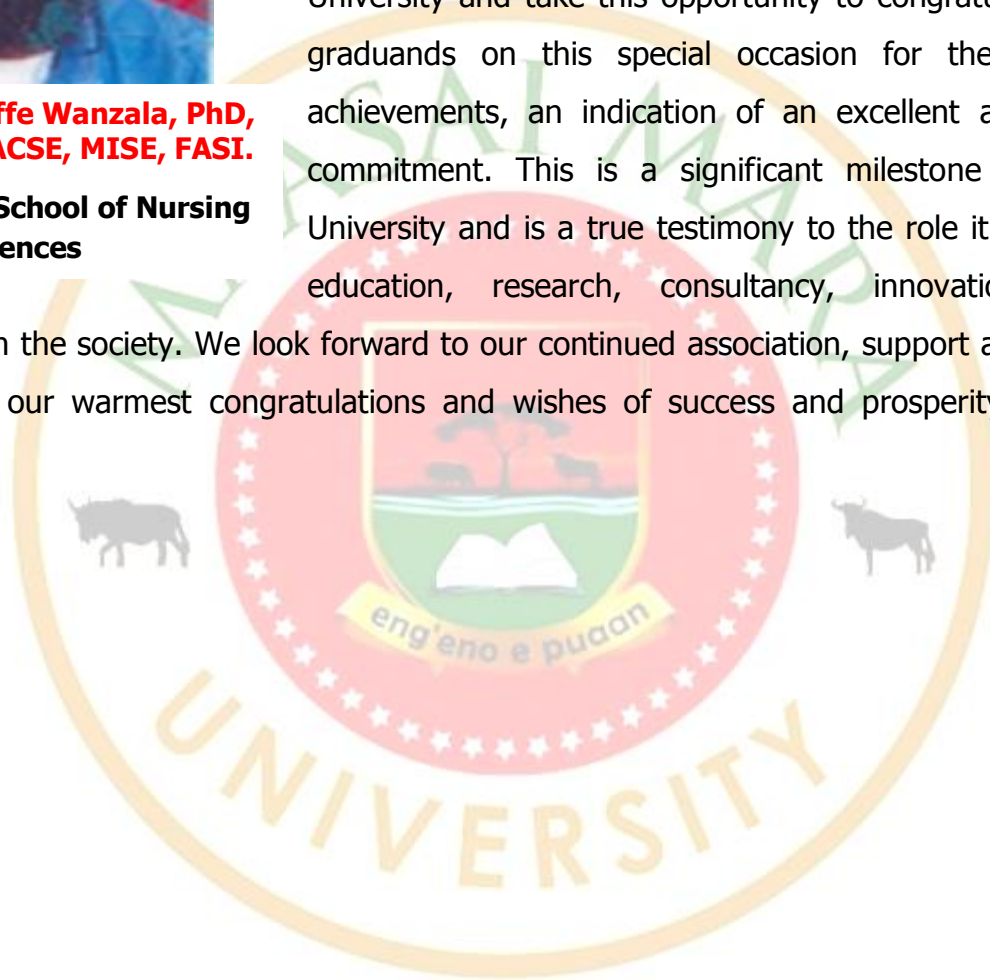 University and take this opportunity to congratu
graduands on this special occasion for the
achievements, an indication of an excellent a
commitment. This is a significant milestone
University and is a true testimony to the role it
education, research, consultancy, innovatio
ffe Wanzala, PhD,
ACSE, MISE, FASI.
School of Nursing
ences
n the society. We look forward to our continued association, support a
our warmest congratulations and wishes of success and prosperity
MASAI MARA
eng'eno e puaan
UNIVERSITY